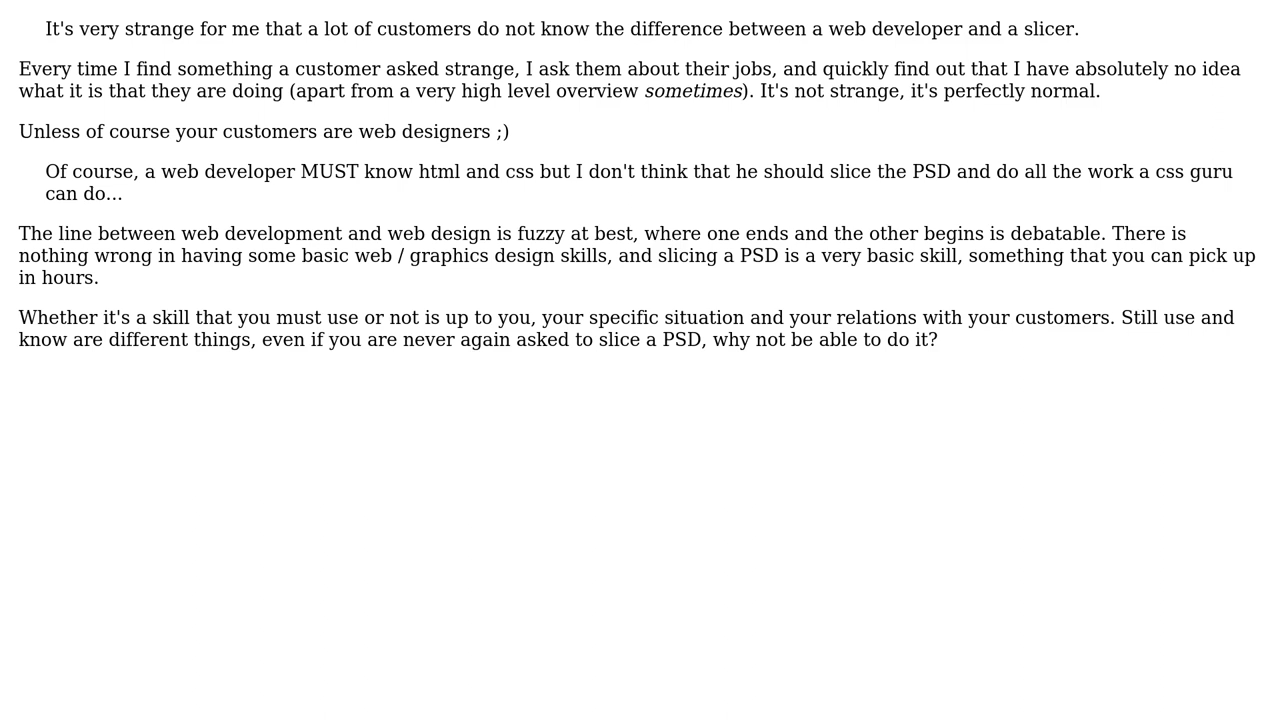 It's very strange for me that a lot of customers do not know the difference between a web developer and a slicer.
Every time I find something a customer asked strange, I ask them about their jobs, and quickly find out that I have absolutely no idea
what it is that they are doing (apart from a very high level overview sometimes). It's not strange, it's perfectly normal.
Unless of course your customers are web designers ;)
Of course, a web developer MUST know html and css but I don't think that he should slice the PSD and do all the work a css guru
can do...
The line between web development and web design is fuzzy at best, where one ends and the other begins is debatable. There is
nothing wrong in having some basic web / graphics design skills, and slicing a PSD is a very basic skill, something that you can pick up
in hours.
Whether it's a skill that you must use or not is up to you, your specific situation and your relations with your customers. Still use and
know are different things, even if you are never again asked to slice a PSD, why not be able to do it?